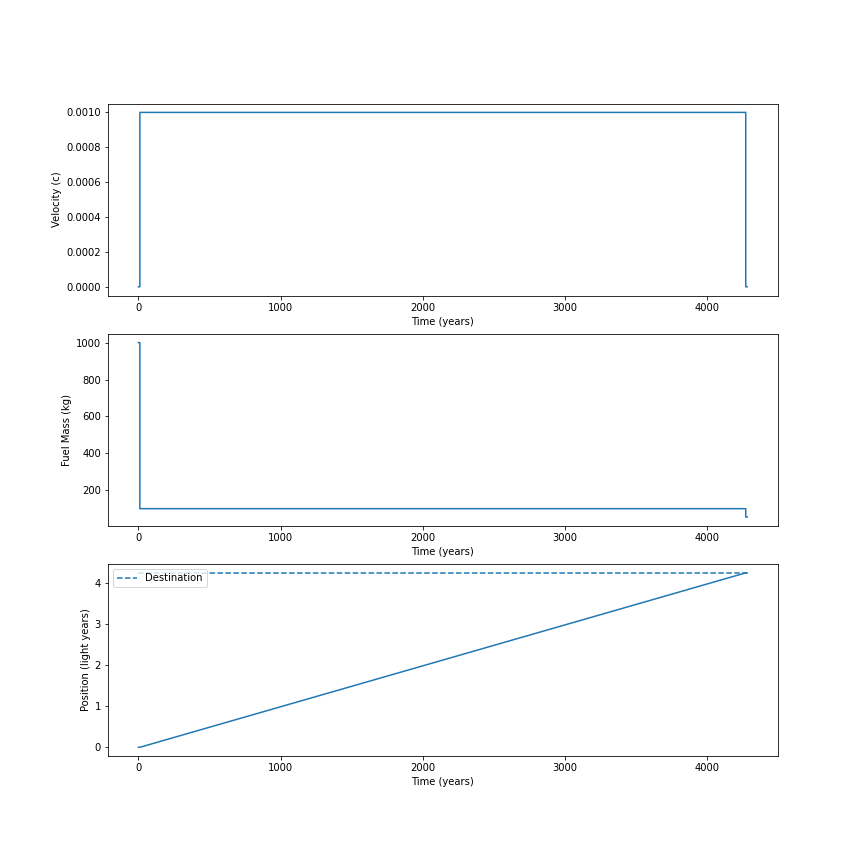 0.0010
0.0008
0.0006
0.0004
0.0002
0.0000
Velocity (c)
0 1000 2000 3000 4000
Time (years)
1000
800
600
400
200
Fuel Mass (kg)
0 1000 2000 3000 4000
Time (years)
Destination
4
3
2
1
0
Position (light years)
0 1000 2000 3000 4000
Time (years)